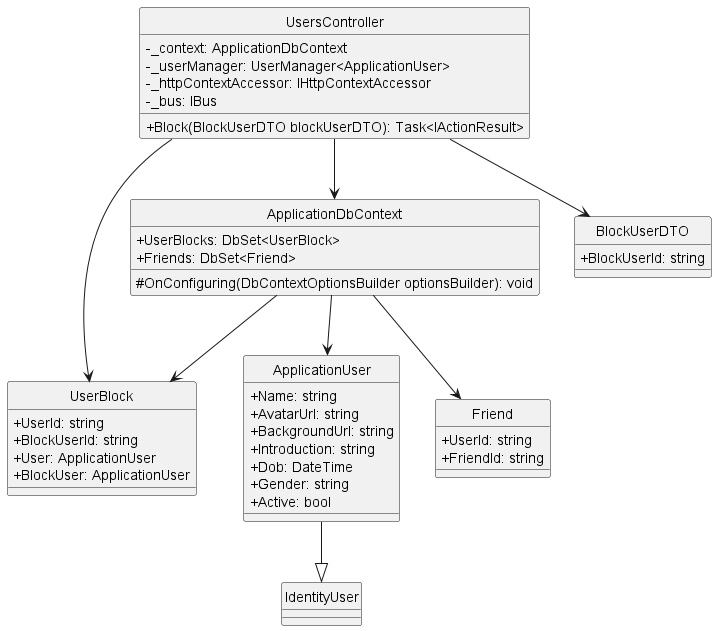 UsersController
-_context: ApplicationDbContext
-_userManager: UserManager<ApplicationUser>
-_httpContextAccessor: IHttpContextAccessor
-_bus: IBus
+Block(BlockUserDTO blockUserDTO): Task<IActionResult>
ApplicationDbContext
+UserBlocks: DbSet<UserBlock>
+Friends: DbSet<Friend>
#OnConfiguring(DbContextOptionsBuilder optionsBuilder): void
BlockUserDTO
+BlockUserId: string
UserBlock
+UserId: string
+BlockUserId: string
+User: ApplicationUser
+BlockUser: ApplicationUser
ApplicationUser
+Name: string
+AvatarUrl: string
+BackgroundUrl: string
+Introduction: string
+Dob: DateTime
+Gender: string
+Active: bool
Friend
+UserId: string
+FriendId: string
IdentityUser